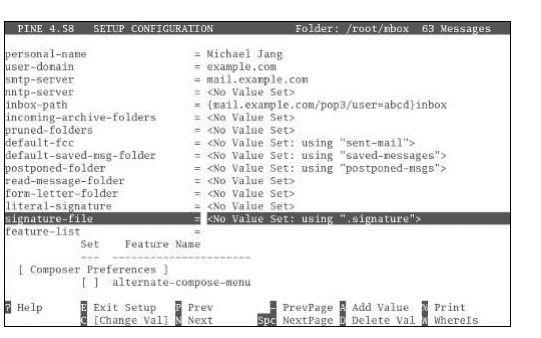 PINE 4.58 SETUP CONFIGURATION Folder: /root/mbox 63 Messages
personal-name = Michael Jang
user-domain = example.com
smtp-server = mail.example.com
nntp-server = <No Value Set>
inbox-path = {mail.example.com/pop3/user=abcd}inbox
incoming-archive-folders = <No Value Set>
pruned-folders = <No Value Set>
default-fcc = <No Value Set: using "sent-mail">
default-saved-msg-folder = <No Value Set: using "saved-messages">
postponed-folder = <No Value Set: using "postponed-msgs">
read-message-folder = <No Value Set>
form-letter-folder = <No Value Set>
literal-signature = <No Value Set>
signature-file = <No Value Set: using ".signature">
feature-list =
Set Feature Name
--- ----------------------
[ Composer Preferences ]
[ ] alternate-compose-menu
? Help E Exit Setup P Prev - PrevPage A Add Value % Print
C [Change Val] N Next Spc NextPage D Delete Val W WhereIs